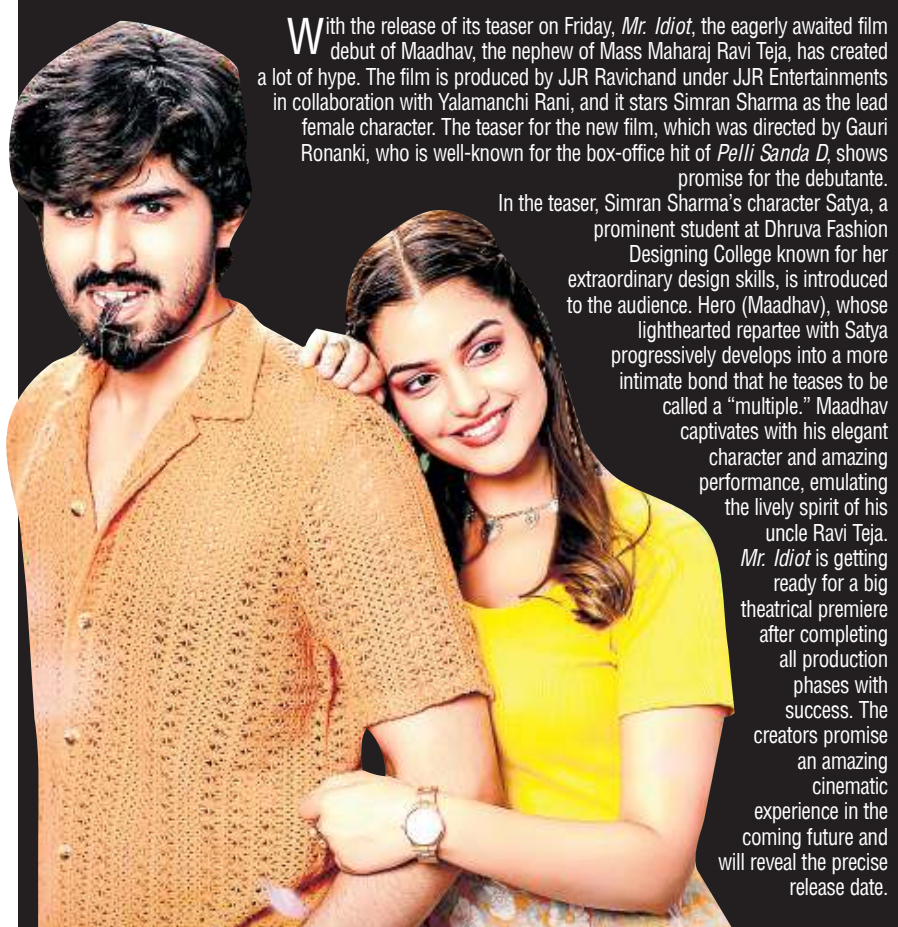 With the release of its teaser on Friday, Mr. Idiot, the eagerly awaited film
debut of Maadhav, the nephew of Mass Maharaj Ravi Teja, has created
a lot of hype. The film is produced by JJR Ravichand under JJR Entertainments
in collaboration with Yalamanchi Rani, and it stars Simran Sharma as the lead
female character. The teaser for the new film, which was directed by Gauri
Ronanki, who is well-known for the box-office hit of Pelli Sanda D, shows
promise for the debutante.
In the teaser, Simran Sharma’s character Satya, a
prominent student at Dhruva Fashion
Designing College known for her
extraordinary design skills, is introduced
to the audience. Hero (Maadhav), whose
lighthearted repartee with Satya
progressively develops into a more
intimate bond that he teases to be
called a “multiple.” Maadhav
captivates with his elegant
character and amazing
performance, emulating
the lively spirit of his
uncle Ravi Teja.
Mr. Idiot is getting
ready for a big
theatrical premiere
after completing
all production
phases with
success. The
creators promise
an amazing
cinematic
experience in the
coming future and
will reveal the precise
release date.